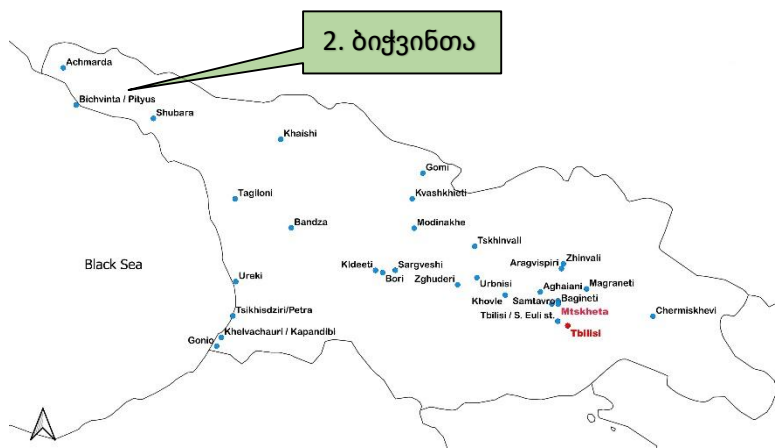 2. ბიჭვინთა
Achmarda
Bichvinta / Pityus
Shubara
Khaishi
Gomi
Kvashkhieti
Tagiloni
Modinakhe
Bandza
Tskhinvali
Zhinvali
Aragvispiri
Black Sea
Kldeeti
Sargveshi
Bori
Zghuderi
Urbnisi
Aghaiani
Magraneti
Ureki
Khovle
Samtavro
Bagineti
Mtskheta
Chermiskhevi
Tsikhisdziri/Petra
Tbilisi / S. Euli st.
Tbilisi
Khelvachauri / Kapandibi
Gonio